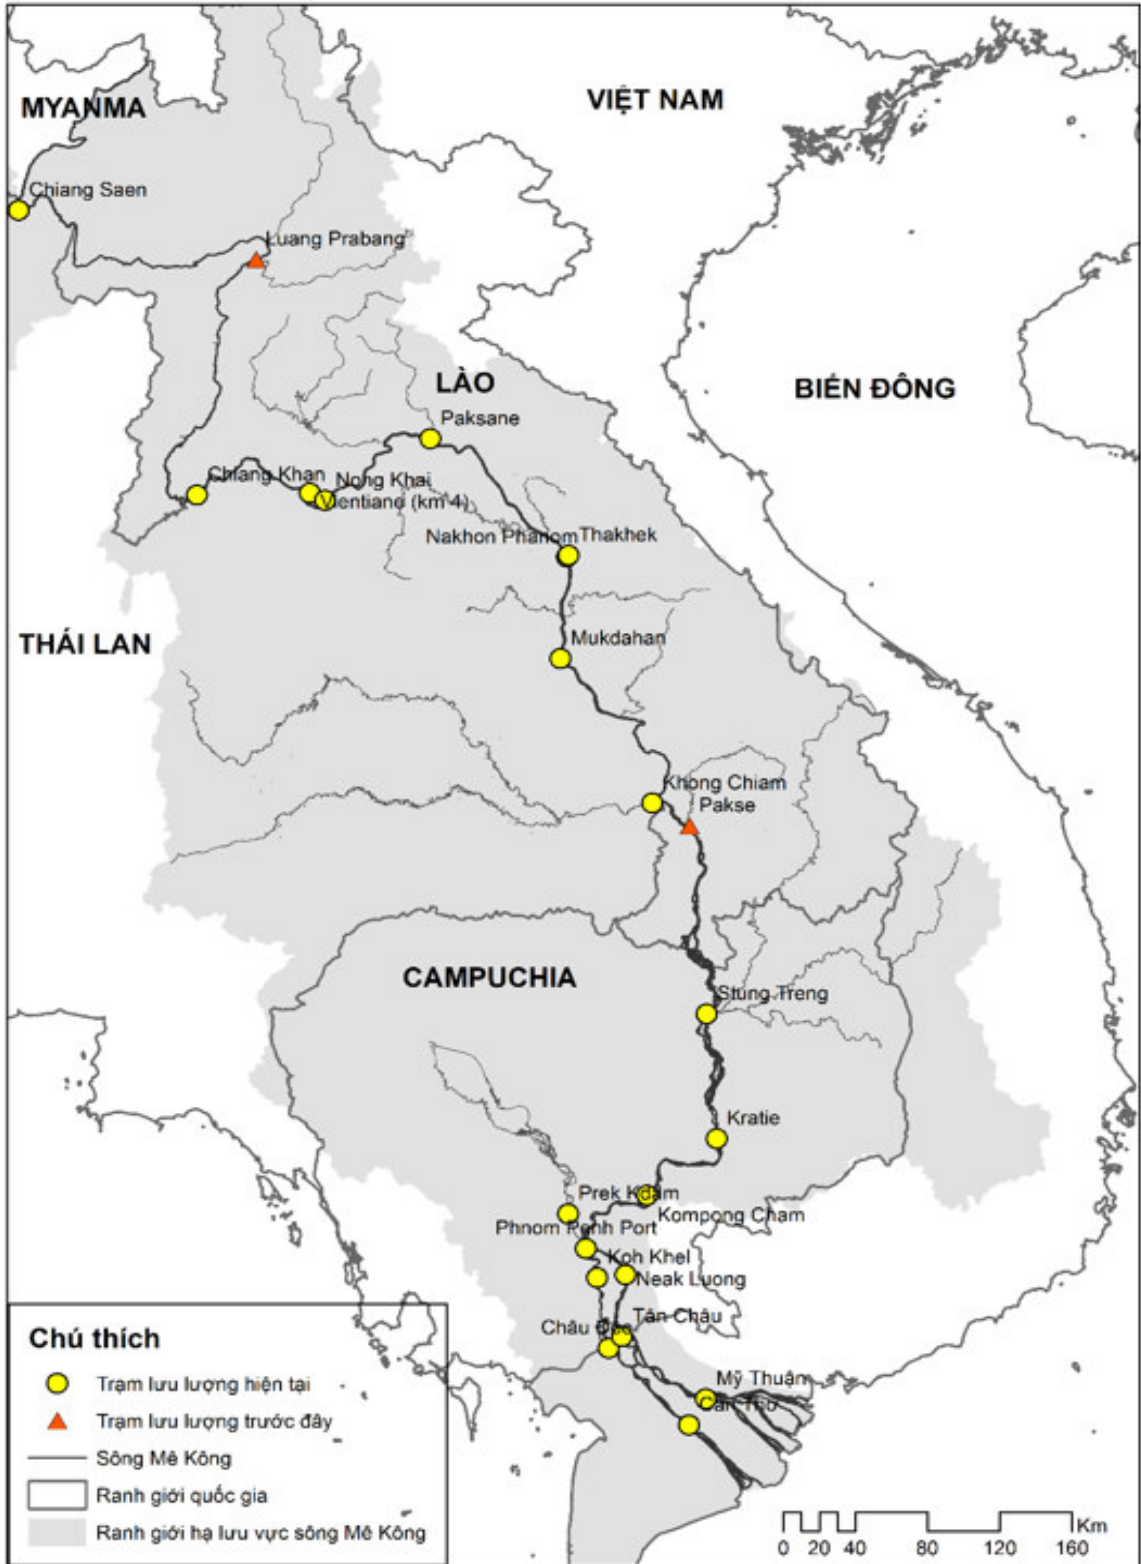 MYANMA
VIỆT NAM
Chiang Saen
Luang Prabang
LÀO
BIỂN ĐÔNG
Paksane
Chiang Khan
Nong Khai
Vientiane (km 4)
Nakhon Phanom
Thakhek
THÁI LAN
Mukdahan
Khong Chiam
Pakse
CAMPUCHIA
Stung Treng
Kratie
Prek Kdam
Kompong Cham
Phnom Penh Port
Koh Khel
Neak Luong
Tân Châu
Châu Đốc
Mỹ Thuận
Cần Thơ
Chú thích
Trạm lưu lượng hiện tại
Trạm lưu lượng trước đây
Sông Mê Kông
Ranh giới quốc gia
Ranh giới hạ lưu vực sông Mê Kông
Km
0 20 40 80 120 160